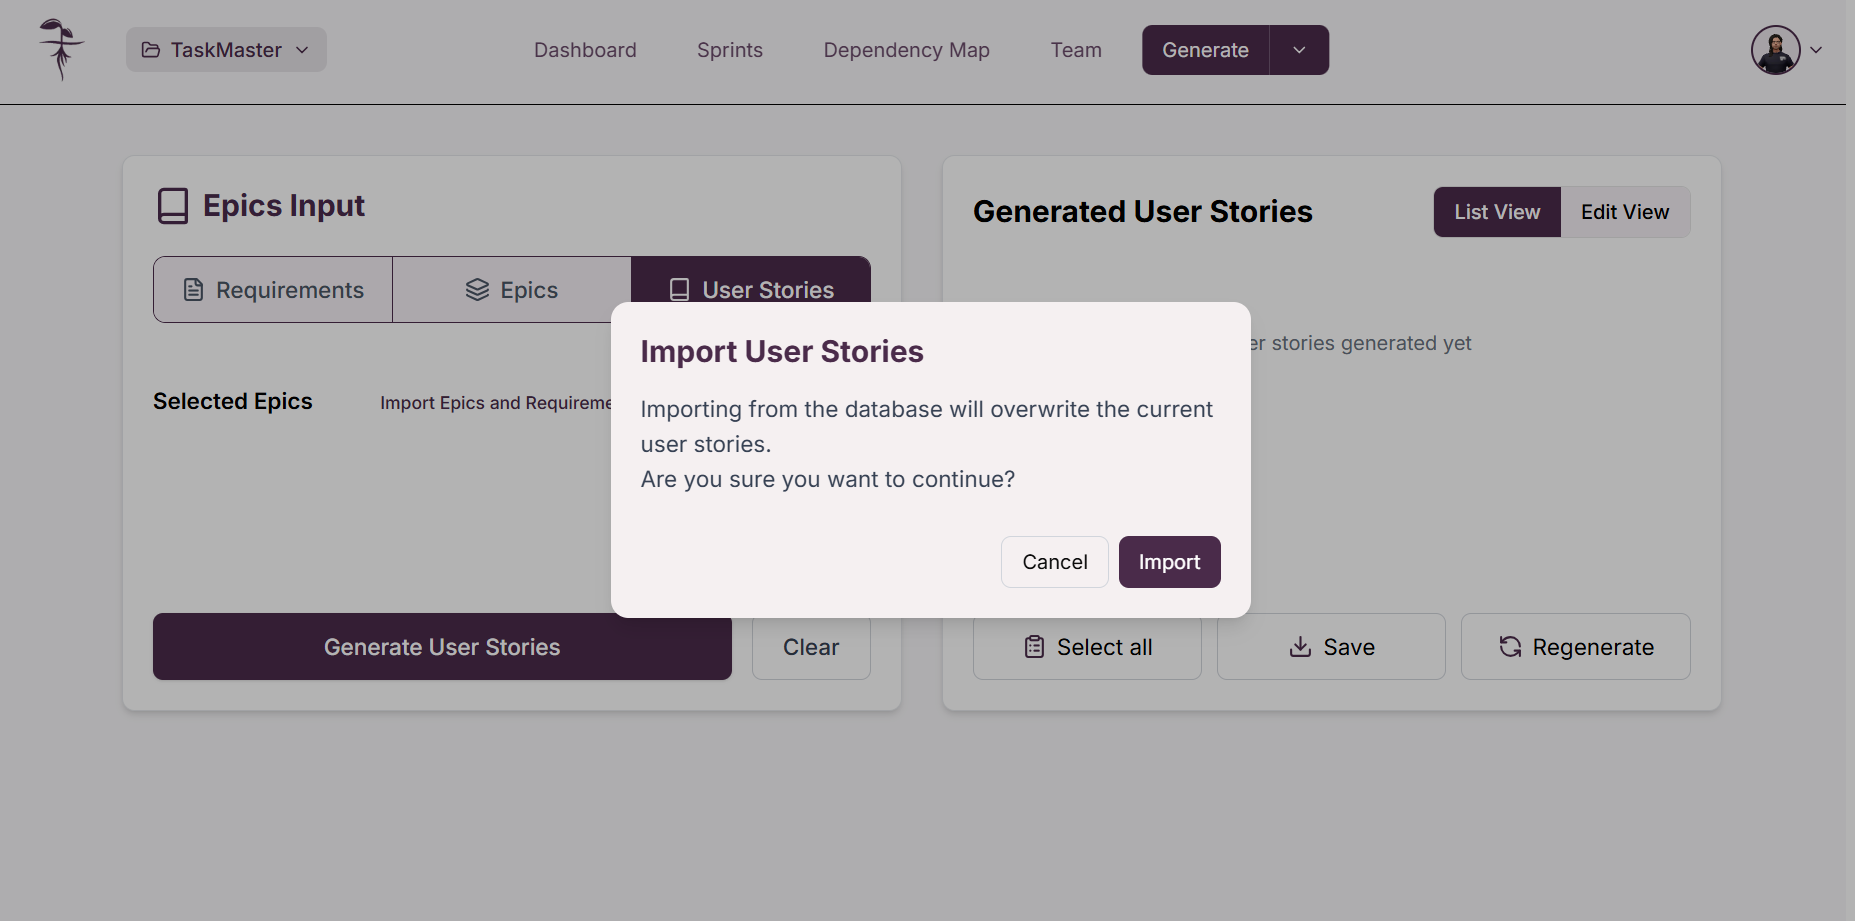 TaskMaster
Dashboard
Sprints
Dependency Map
Team
Generate
Epics Input
Requirements
Epics
User Stories
Selected Epics
Import Epics and
Generate User Stories
Clear
Generated User Stories
List View
Edit View
stories generated yet
Select all
Save
Regenerate
Import User Stories
Importing from the database will overwrite the current
user stories.
Are you sure you want to continue?
Cancel
Import